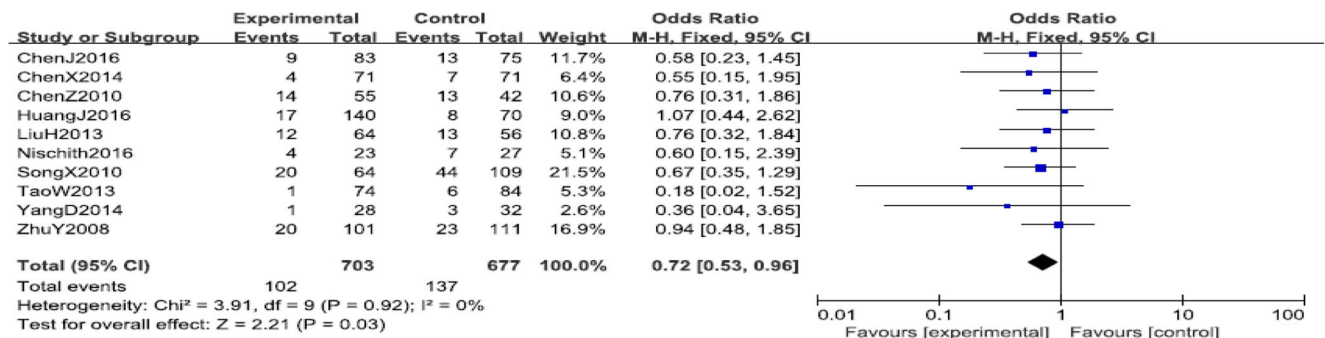 Experimental Control Odds Ratio Odds Ratio
Study or Subgroup Events Total Events Total Weight M-H, Fixed, 95% CI M-H, Fixed, 95% CI
ChenJ2016 9 83 13 75 11.7% 0.58 [0.23, 1.45]
ChenX2014 4 71 7 71 6.4% 0.55 [0.15, 1.95]
ChenZ2010 14 55 13 42 10.6% 0.76 [0.31, 1.86]
HuangJ2016 17 140 8 70 9.0% 1.07 [0.44, 2.62]
LiuH2013 12 64 13 56 10.8% 0.76 [0.32, 1.84]
Nischith2016 4 23 7 27 5.1% 0.60 [0.15, 2.39]
SongX2010 20 64 44 109 21.5% 0.67 [0.35, 1.29]
TaoW2013 1 74 6 84 5.3% 0.18 [0.02, 1.52]
YangD2014 1 28 3 32 2.6% 0.36 [0.04, 3.65]
ZhuY2008 20 101 23 111 16.9% 0.94 [0.48, 1.85]
Total (95% CI) 703 677 100.0% 0.72 [0.53, 0.96]
Total events 102 137
Heterogeneity: Chi² = 3.91, df = 9 (P = 0.92); I² = 0%
Test for overall effect: Z = 2.21 (P = 0.03)
0.01 0.1 1 10 100
Favours [experimental] Favours [control]